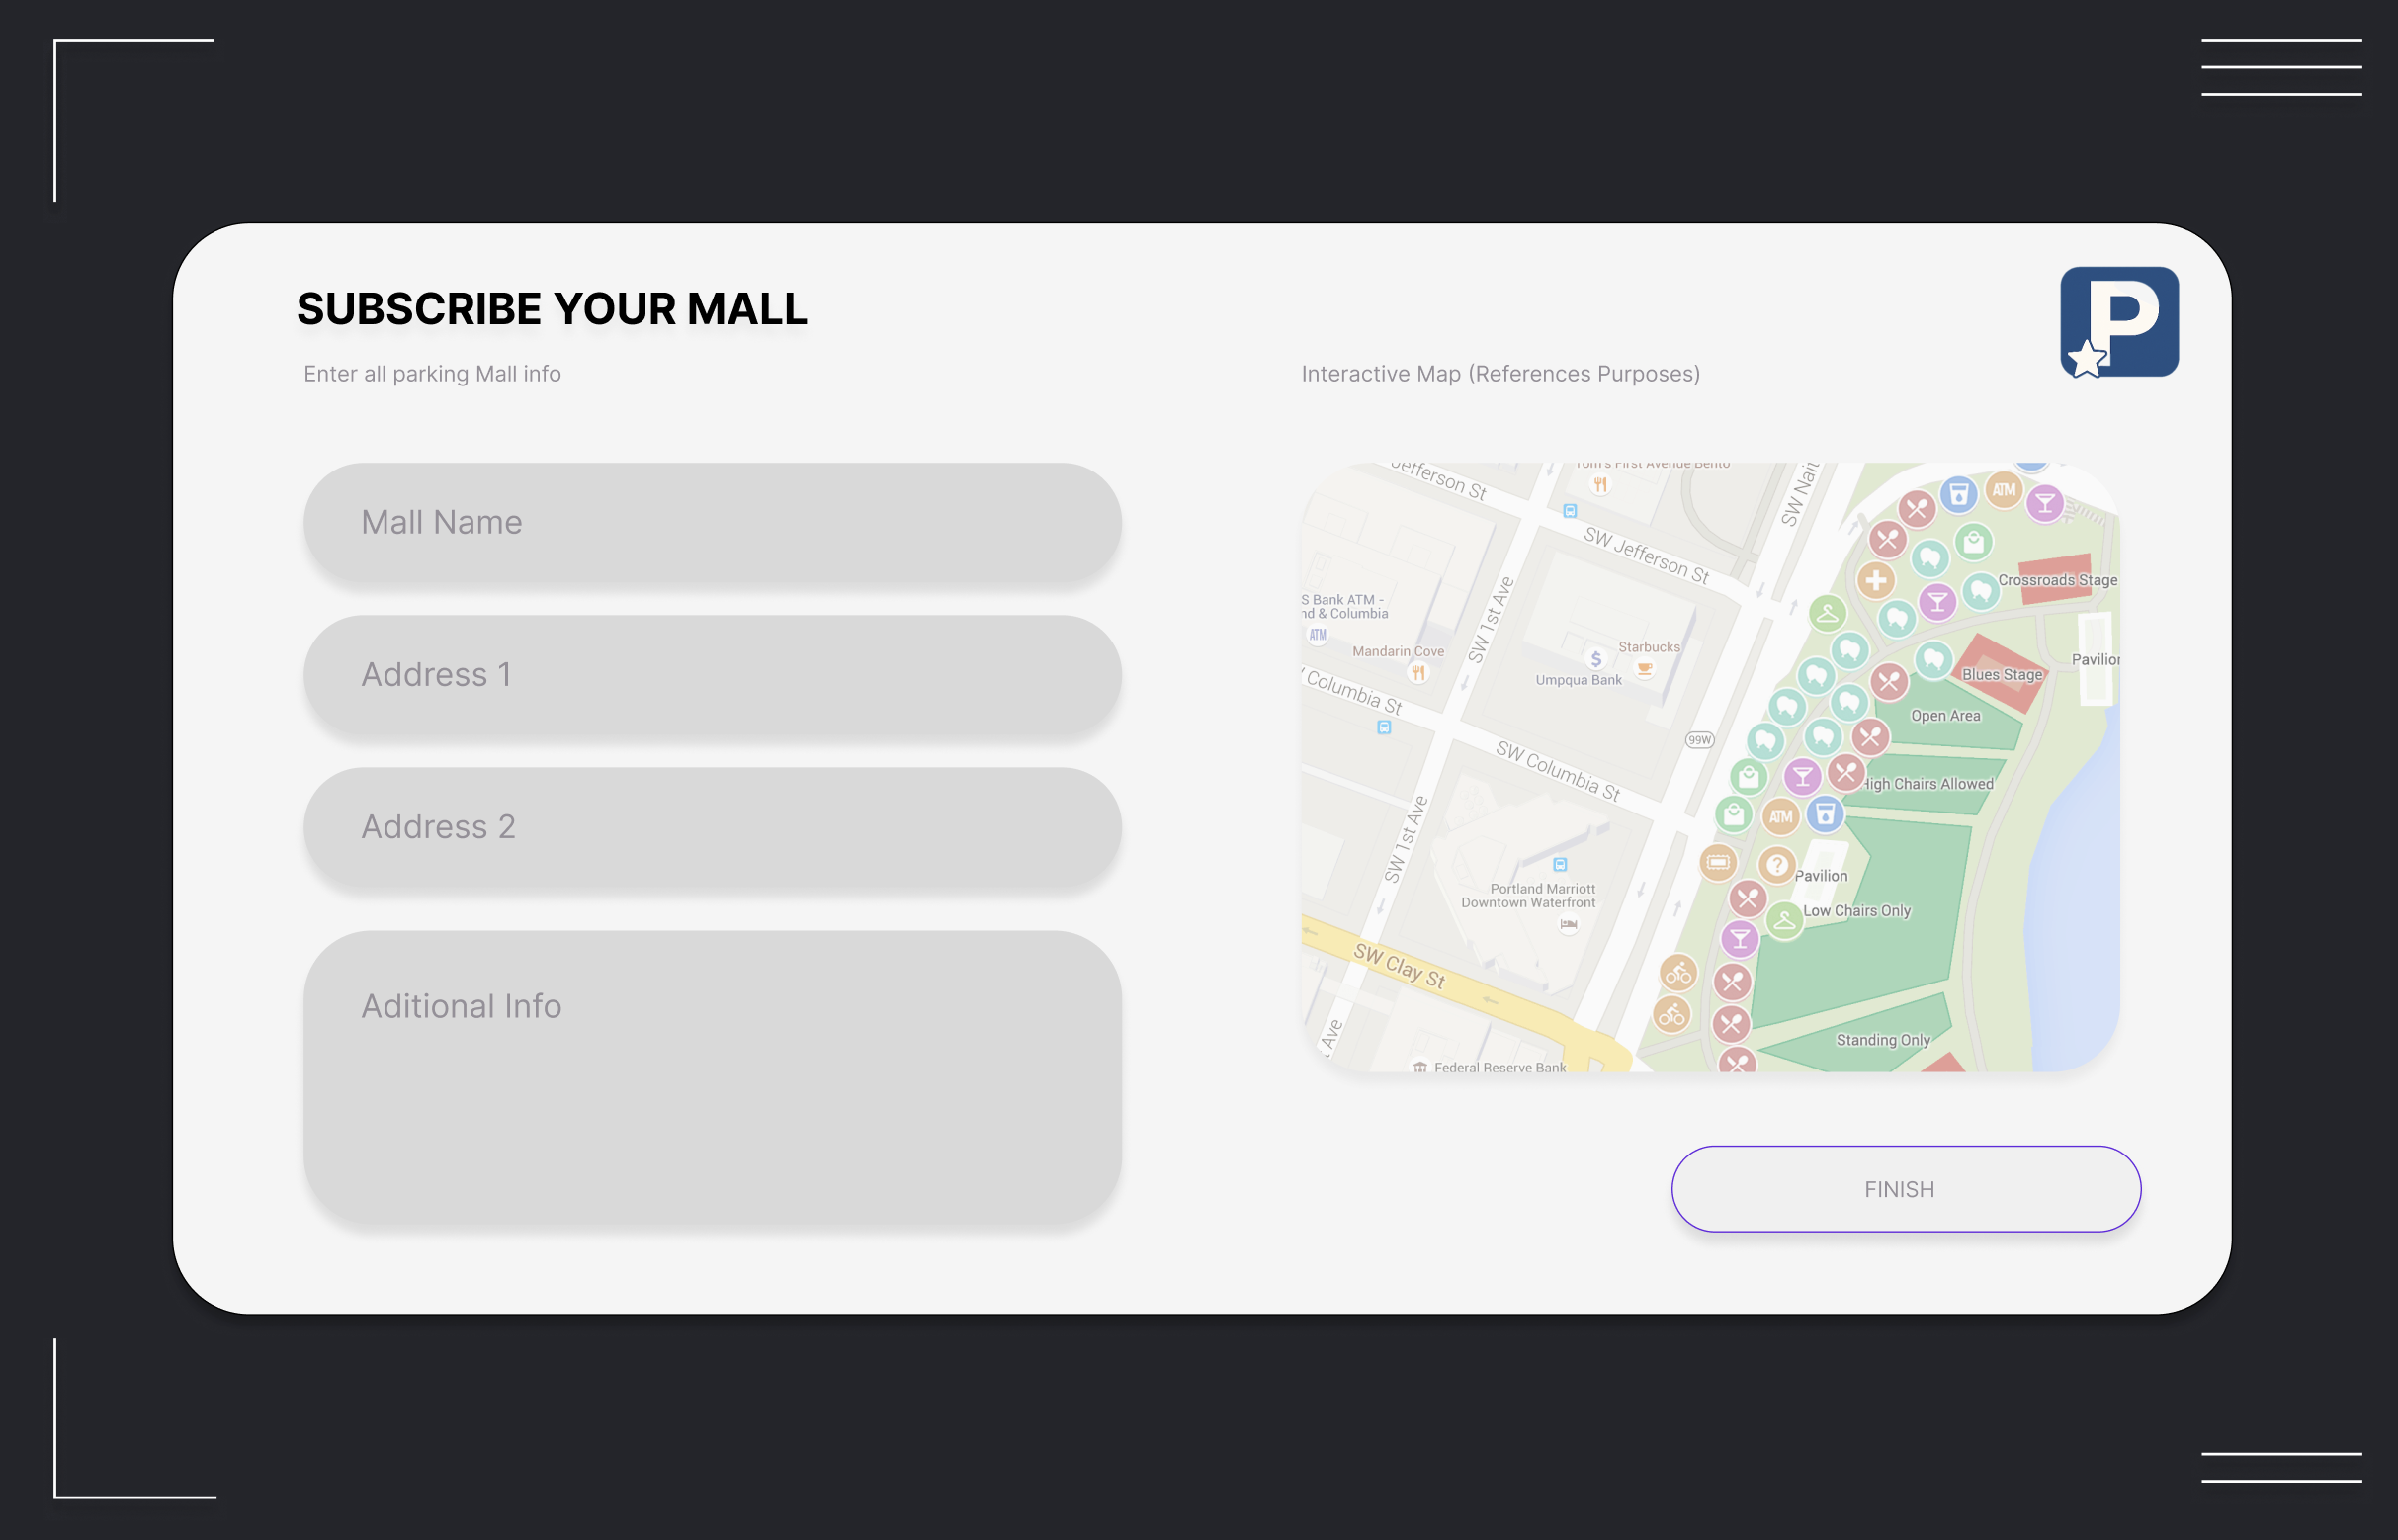 SUBSCRIBE YOUR MALL
P
Enter all parking Mall info
Interactive Map (References Purposes)
Mall Name
Address 1
Address 2
Aditional Info
Jefferson St
Tom's First Avenue Bento
SW Nait
ATM
SW Jefferson St
Crossroads Stage
S Bank ATM -
nd & Columbia
ATM
SW 1st Ave
Mandarin Cove
Starbucks
Umpqua Bank
Pavilion
Blues Stage
Columbia St
Open Area
99W
SW Columbia St
High Chairs Allowed
ATM
SW 1st Ave
Pavilion
Portland Marriott
Downtown Waterfront
Low Chairs Only
SW Clay St
Standing Only
t Ave
Federal Reserve Bank
FINISH